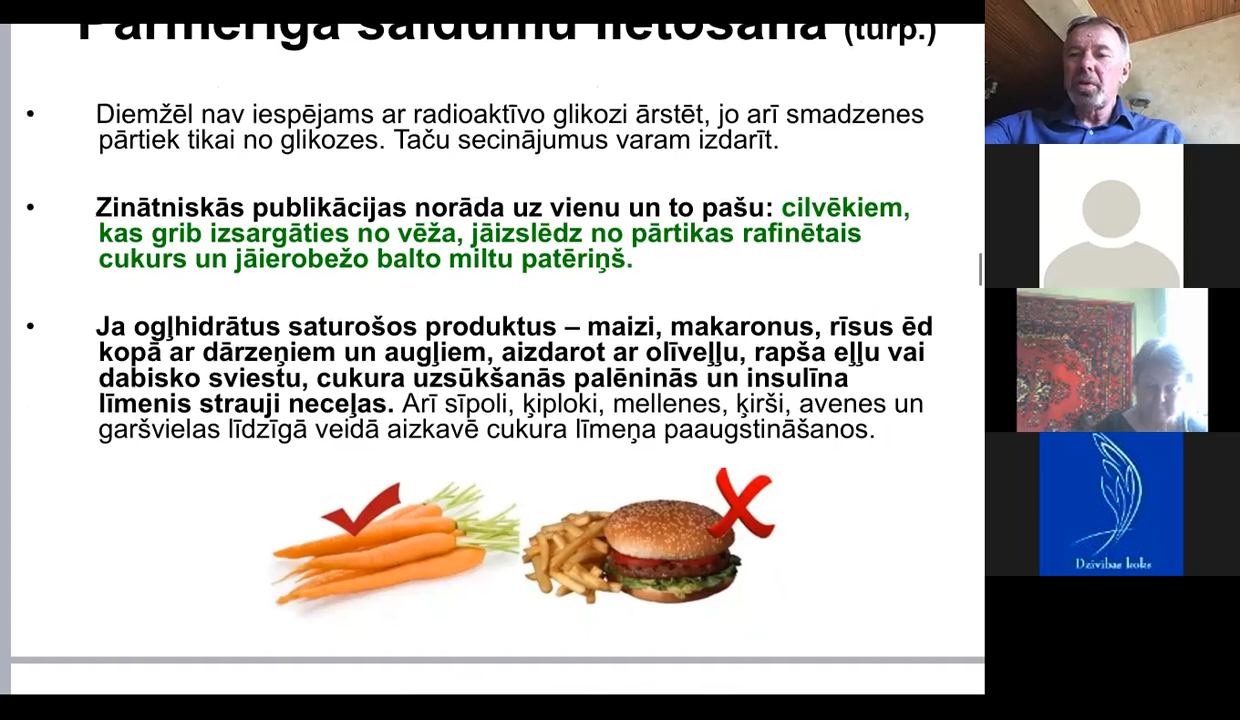 Pārmērīga saldumu lietošana (turp.)
• Diemžēl nav iespējams ar radioaktīvo glikozi ārstēt, jo arī smadzenes
pārtiek tikai no glikozes. Taču secinājumus varam izdarīt.
• Zinātniskās publikācijas norāda uz vienu un to pašu: cilvēkiem,
kas grib izsargāties no vēža, jāizslēdz no pārtikas rafinētais
cukurs un jāierobežo balto miltu patēriņš.
• Ja ogļhidrātus saturošos produktus – maizi, makaronus, rīsus ēd
kopā ar dārzeņiem un augļiem, aizdarot ar olīveļļu, rapša eļļu vai
dabisko sviestu, cukura uzsūkšanās palēninās un insulīna
līmenis strauji neceļas. Arī sīpoli, ķiploki, mellenes, ķirši, avenes un
garšvielas līdzīgā veidā aizkavē cukura līmeņa paaugstināšanos.
Dzīvības koks